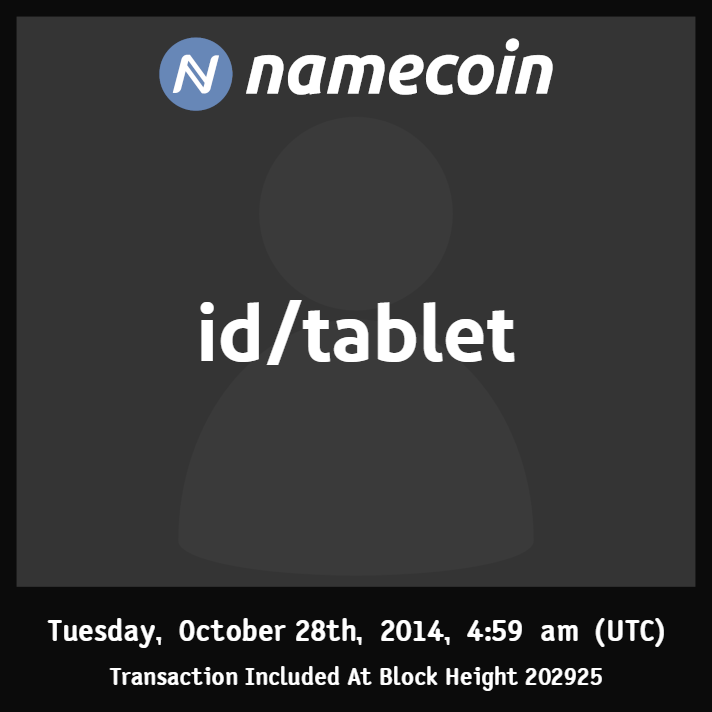 namecoin
id/tablet
Tuesday, October 28th, 2014, 4:59 am (UTC)
Transaction Included At Block Height 202925